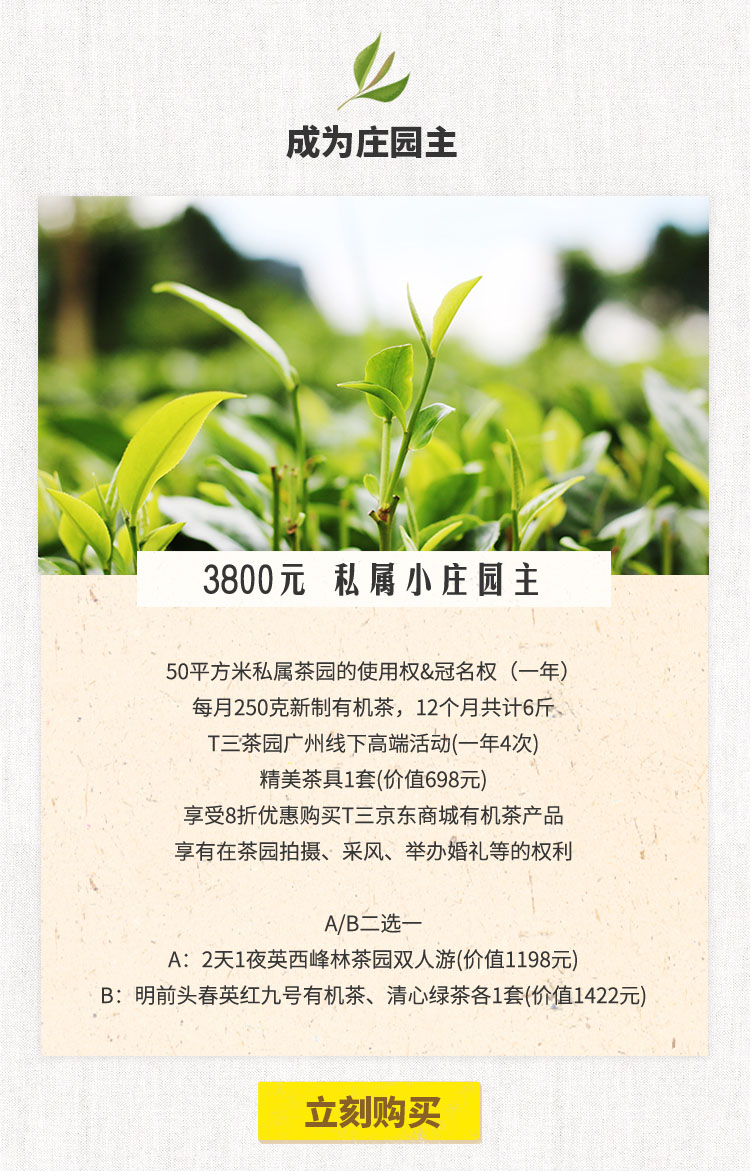 成为庄园主
3800元 私属小庄园主
50平方米私属茶园的使用权&冠名权（一年）
每月250克新制有机茶，12个月共计6斤
T三茶园广州线下高端活动(一年4次)
精美茶具1套(价值698元)
享受8折优惠购买T三京东商城有机茶产品
享有在茶园拍摄、采风、举办婚礼等的权利
A/B二选一
A：2天1夜英西峰林茶园双人游(价值1198元)
B：明前头春英红九号有机茶、清心绿茶各1套(价值1422元)
立刻购买